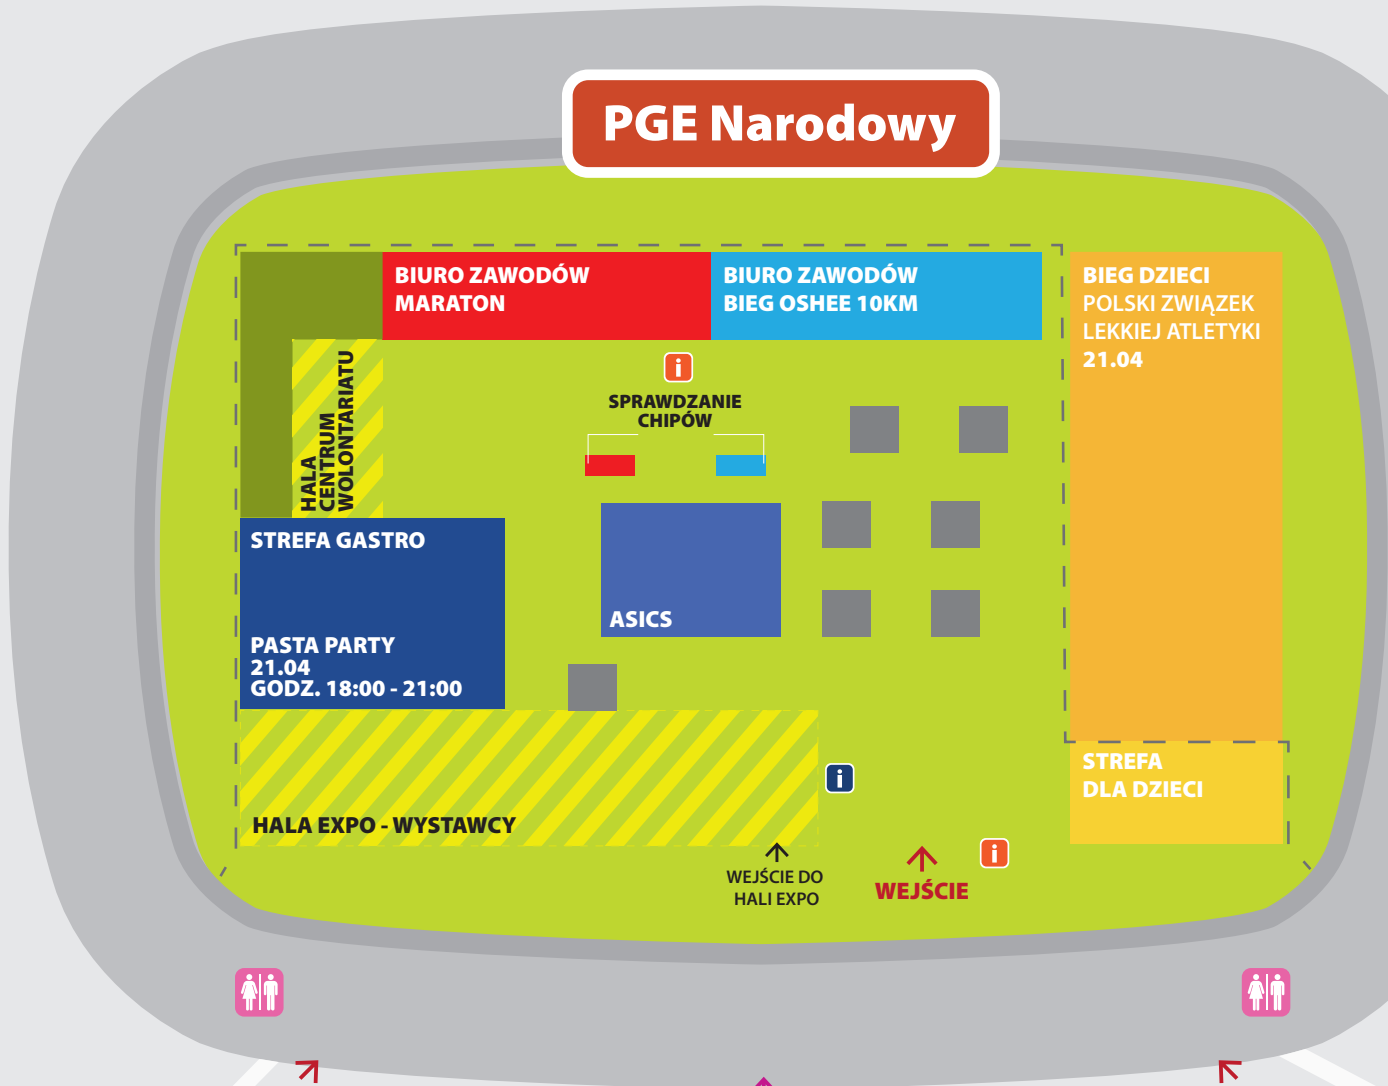 PGE Narodowy
BIURO ZAWODÓW
MARATON
BIURO ZAWODÓW
BIEG OSHEE 10KM
BIEG DZIECI
POLSKI ZWIĄZEK
LEKKIEJ ATLETYKI
21.04
i
SPRAWDZANIE
CHIPÓW
HALA
CENTRUM
WOLONTARIATU
STREFA GASTRO
PASTA PARTY
21.04
GODZ. 18:00 - 21:00
ASICS
STREFA
DLA DZIECI
i
HALA EXPO - WYSTAWCY
WEJŚCIE DO
HALI EXPO
WEJŚCIE
i